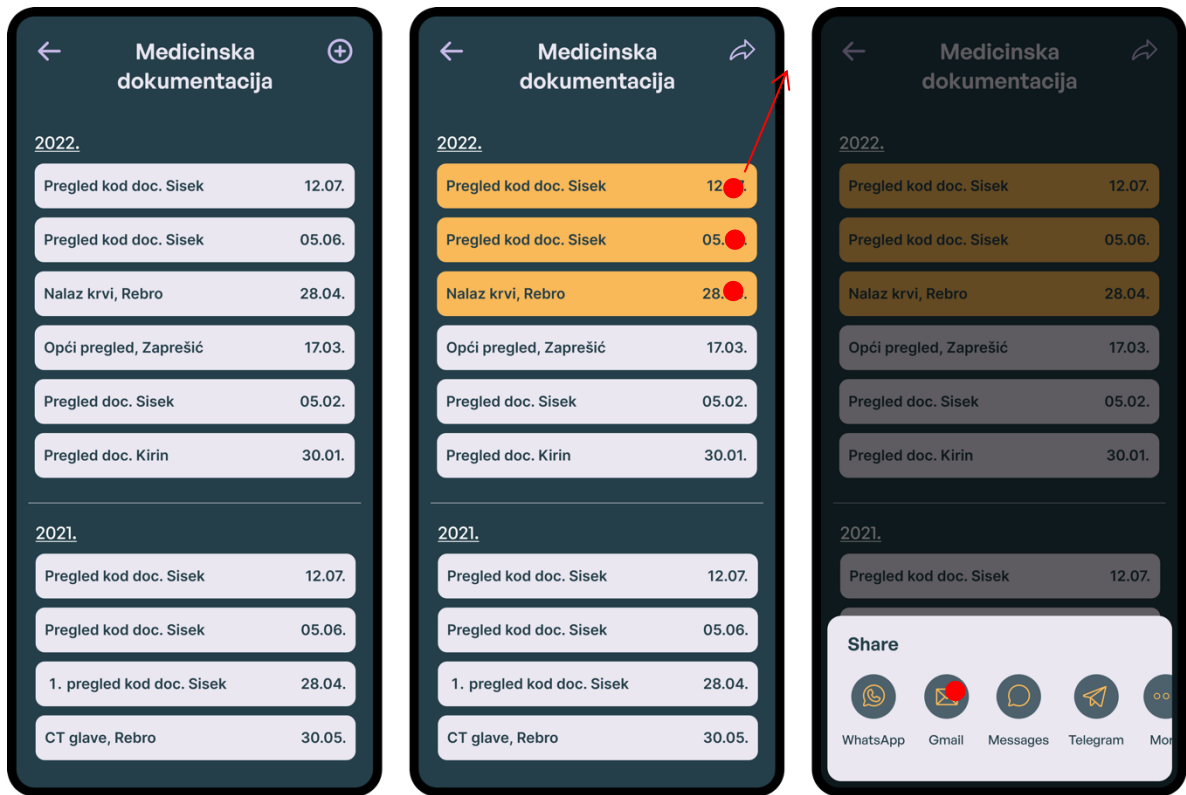 Medicinska
dokumentacija
2022.
Pregled kod doc. Sisek 12.07.
Pregled kod doc. Sisek 05.06.
Nalaz krvi, Rebro 28.04.
Opći pregled, Zaprešić 17.03.
Pregled doc. Sisek 05.02.
Pregled doc. Kirin 30.01.
2021.
Pregled kod doc. Sisek 12.07.
Pregled kod doc. Sisek 05.06.
1. pregled kod doc. Sisek 28.04.
CT glave, Rebro 30.05.
Medicinska
dokumentacija
2022.
Pregled kod doc. Sisek 12.
Pregled kod doc. Sisek 05.
Nalaz krvi, Rebro 28.
Opći pregled, Zaprešić 17.03.
Pregled doc. Sisek 05.02.
Pregled doc. Kirin 30.01.
2021.
Pregled kod doc. Sisek 12.07.
Pregled kod doc. Sisek 05.06.
1. pregled kod doc. Sisek 28.04.
CT glave, Rebro 30.05.
Medicinska
dokumentacija
2022.
Pregled kod doc. Sisek 12.07.
Pregled kod doc. Sisek 05.06.
Nalaz krvi, Rebro 28.04.
Opći pregled, Zaprešić 17.03.
Pregled doc. Sisek 05.02.
Pregled doc. Kirin 30.01.
2021.
Pregled kod doc. Sisek 12.07.
Share
WhatsApp Gmail Messages Telegram Mor